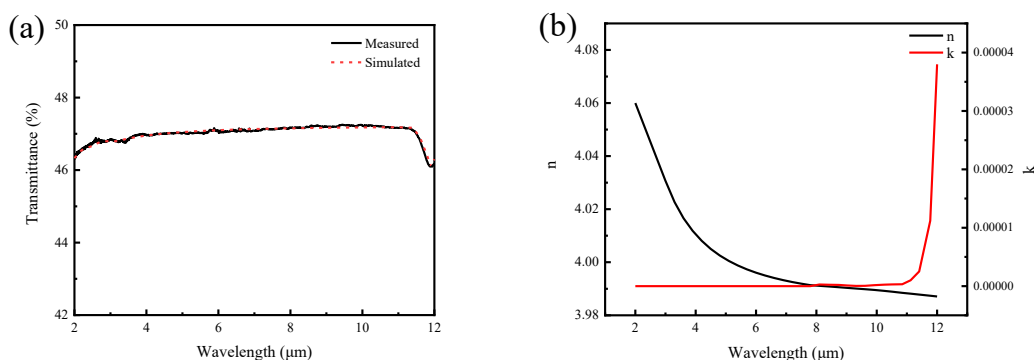 (a)
50
48
46
44
42
Transmittance (%)
2
4
6
8
10
12
Wavelength (μm)
Measured
Simulated
(b)
4.08
4.06
4.04
4.02
4.00
3.98
n
2
4
6
8
10
12
Wavelength (μm)
n
k
0.00004
0.00003
0.00002
0.00001
0.00000
k